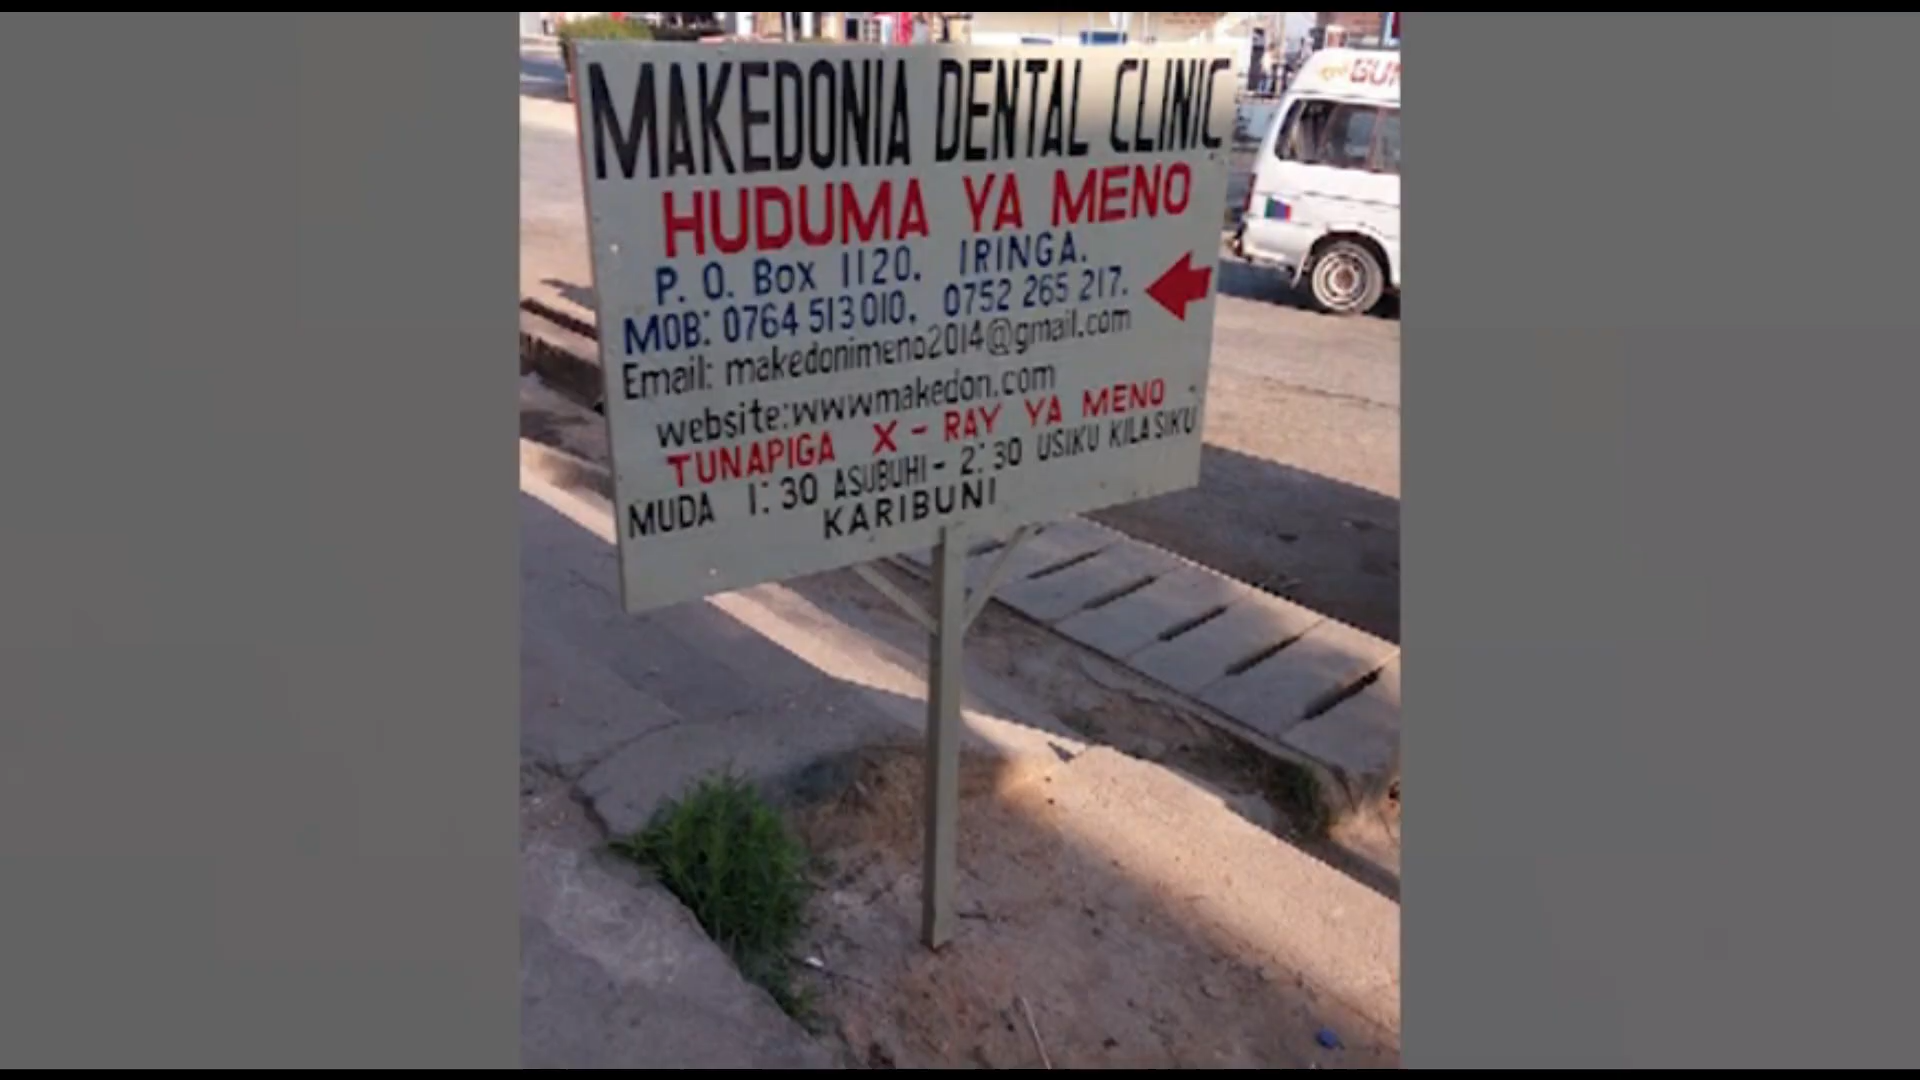 MAKEDONIA DENTAL CLINIC
HUDUMA YA MENO
P. O. Box 1120, IRINGA.
MOB: 0764 513 010, 0752 265 217.
Email: makedonimeno2014@gmail.com
website:wwwmakedon.com
TUNAPIGA X - RAY YA MENO
MUDA 1:30 ASUBUHI - 2:30 USIKU KILA SIKU
KARIBUNI